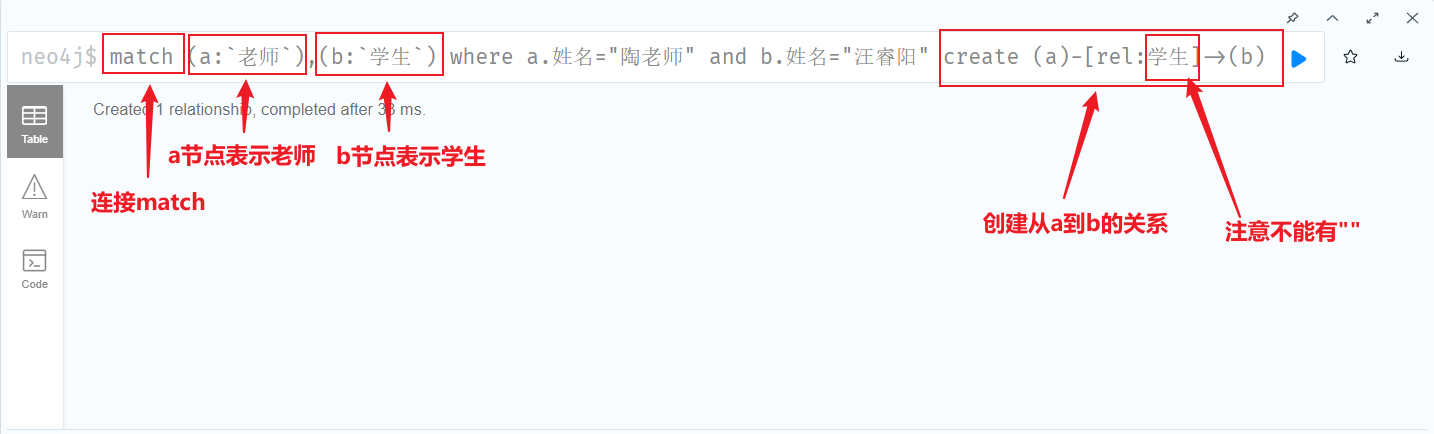 neo4j$ match (a:`老师`),(b:`学生`) where a.姓名="陶老师" and b.姓名="汪睿阳" create (a)-[rel:学生]->(b)
Created 1 relationship, completed after 33 ms.
Table
a节点表示老师 b节点表示学生
连接match
Warn
创建从a到b的关系
注意不能有""
Code